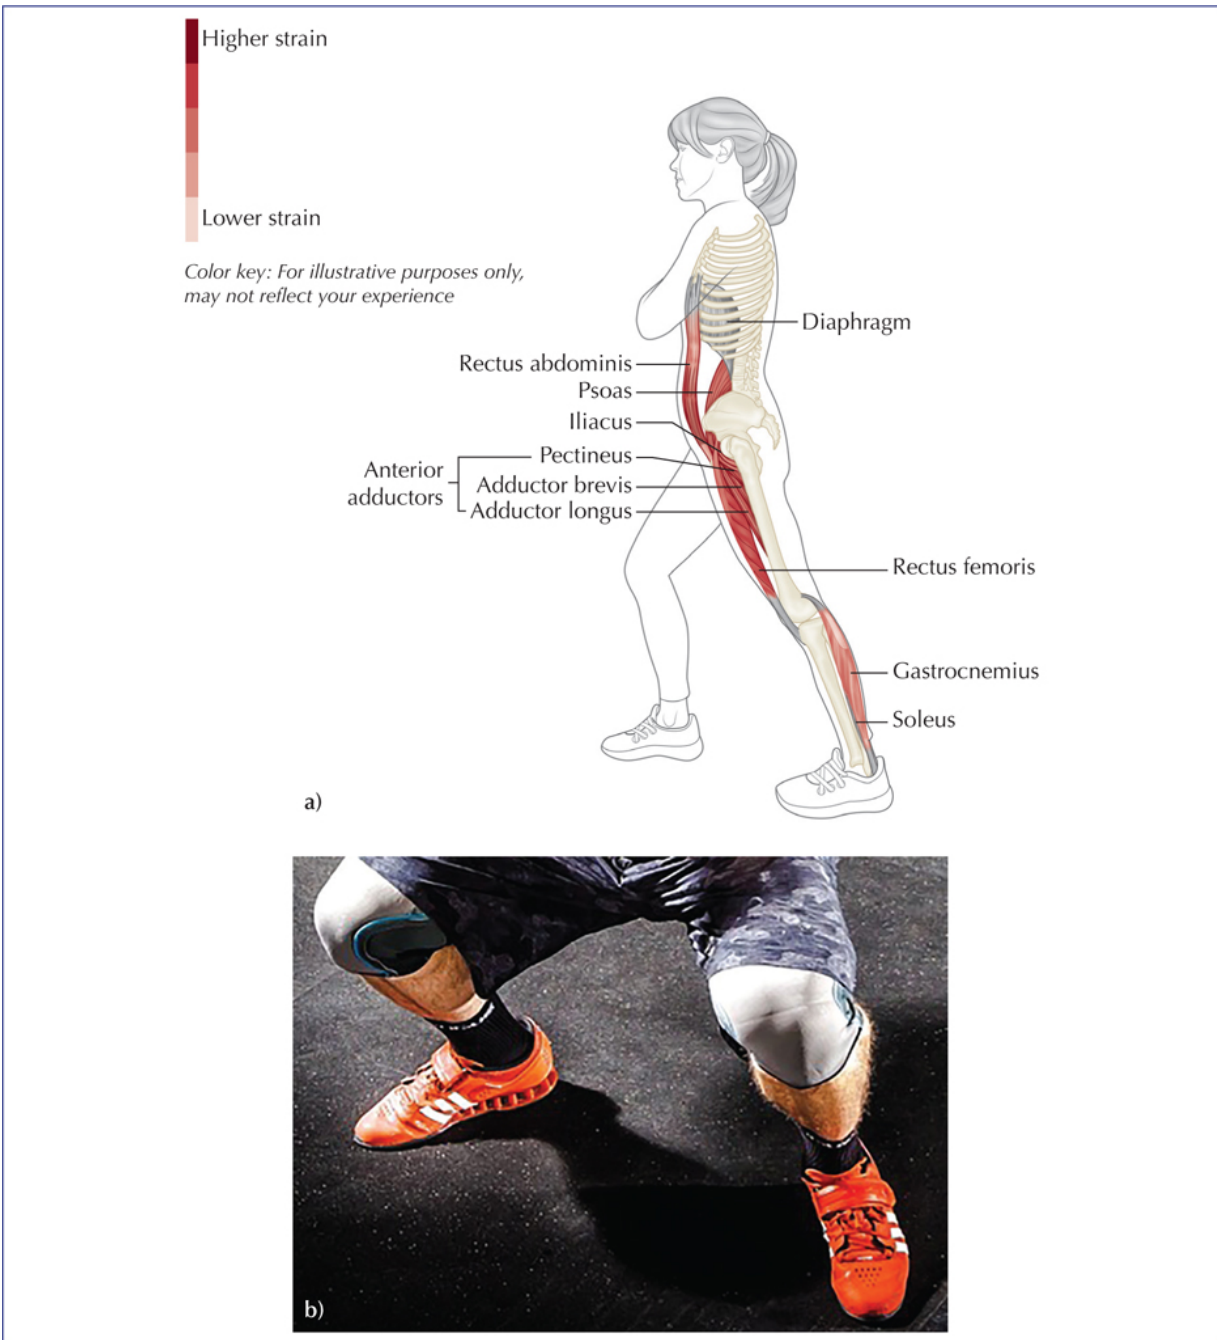 Higher strain
Lower strain
Color key: For illustrative purposes only,
may not reflect your experience
Diaphragm
Rectus abdominis
Psoas
Iliacus
Pectineus
Anterior
adductors
Adductor brevis
Adductor longus
Rectus femoris
Gastrocnemius
Soleus
a)
b)